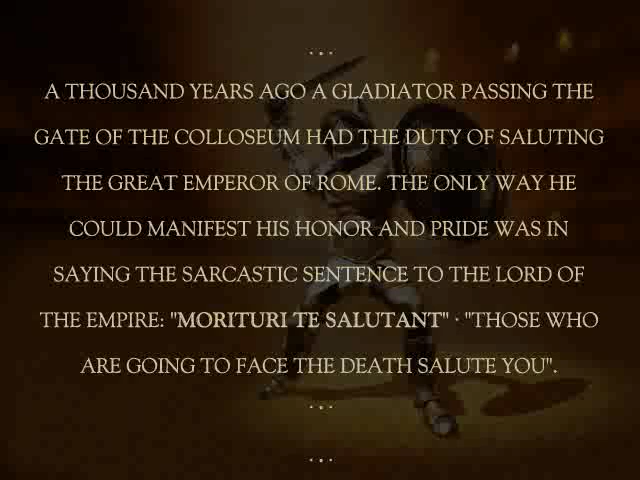 ...
A THOUSAND YEARS AGO A GLADIATOR PASSING THE
GATE OF THE COLLOSEUM HAD THE DUTY OF SALUTING
THE GREAT EMPEROR OF ROME. THE ONLY WAY HE
COULD MANIFEST HIS HONOR AND PRIDE WAS IN
SAYING THE SARCASTIC SENTENCE TO THE LORD OF
THE EMPIRE: "MORITURI TE SALUTANT" · "THOSE WHO
ARE GOING TO FACE THE DEATH SALUTE YOU".
...
...